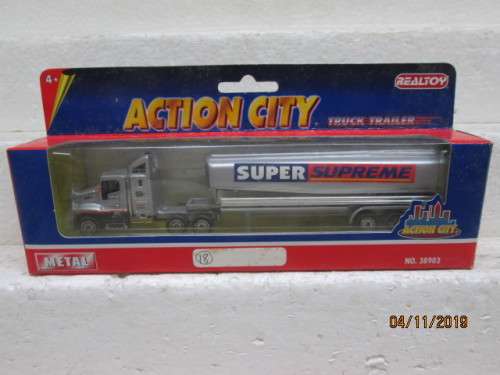 4+
REALTOY
ACTION CITY
TRUCK TRAILER
SUPER SUPREME
ACTION CITY
METAL
18
NO. 38903
04/11/2019